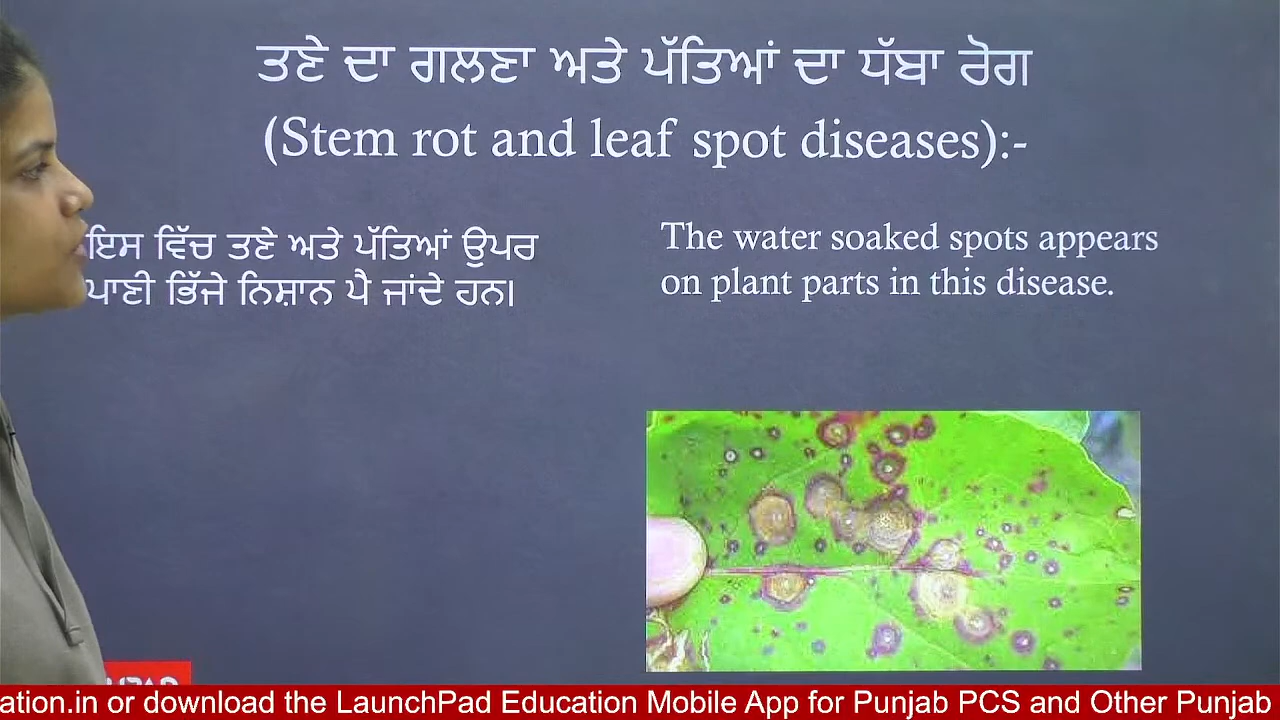 ਤਣੇ ਦਾ ਗਲਣਾ ਅਤੇ ਪੱਤਿਆਂ ਦਾ ਧੱਬਾ ਰੋਗ
(Stem rot and leaf spot diseases):-
ਇਸ ਵਿੱਚ ਤਣੇ ਅਤੇ ਪੱਤਿਆਂ ਉਪਰ
ਪਾਣੀ ਭਿੱਜੇ ਨਿਸ਼ਾਨ ਪੈ ਜਾਂਦੇ ਹਨ।
The water soaked spots appears
on plant parts in this disease.
ation.in or download the LaunchPad Education Mobile App for Punjab PCS and Other Punjab